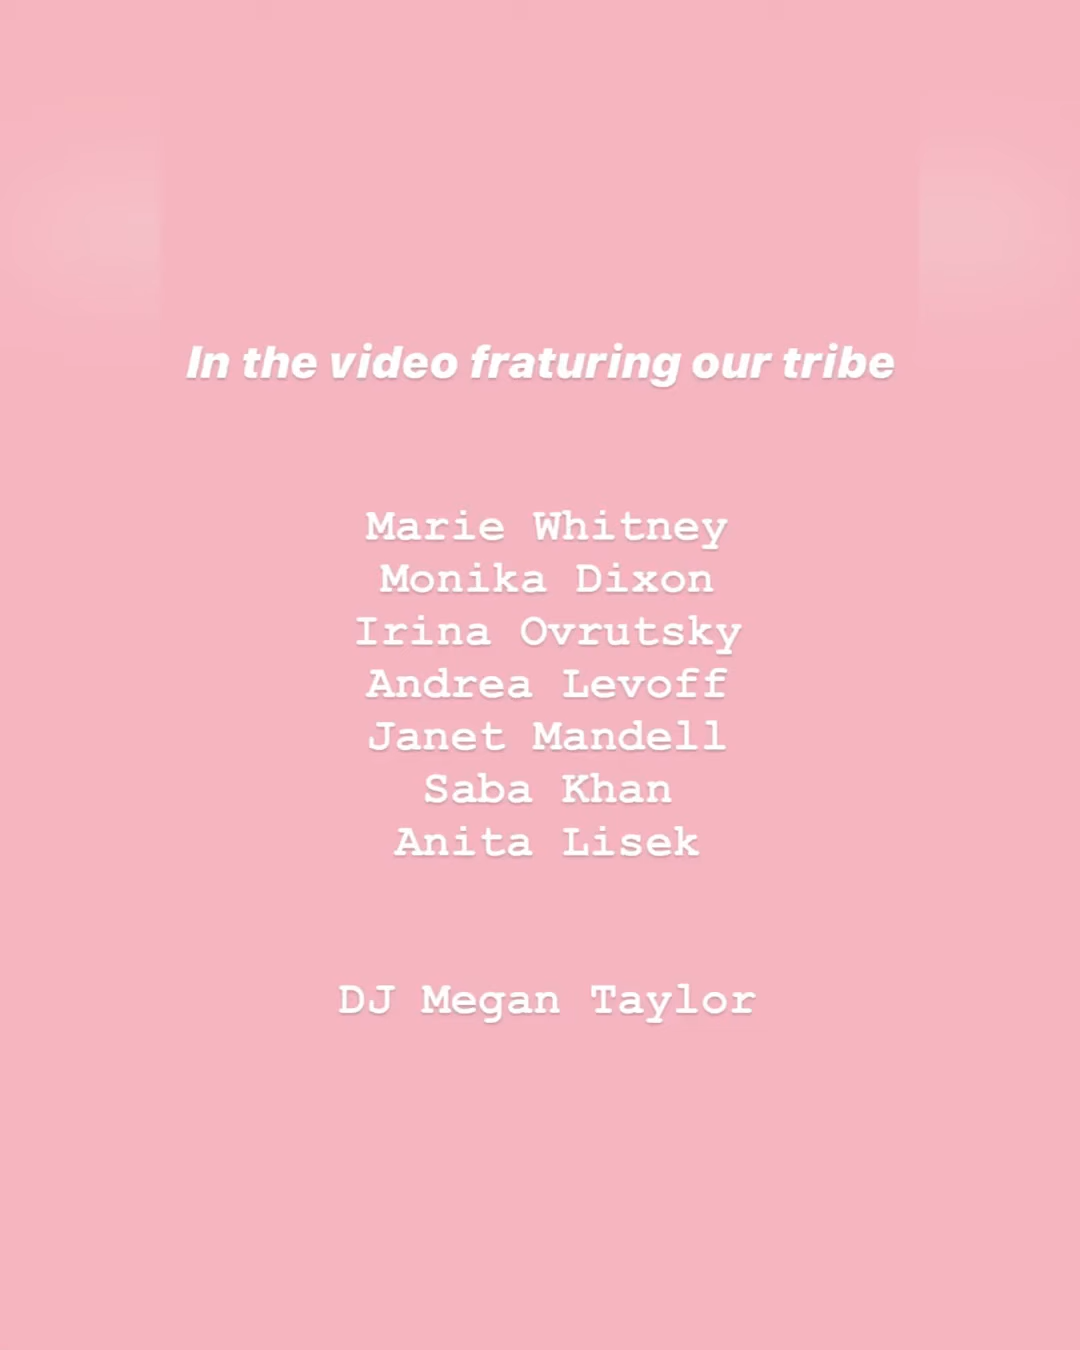 In the video fraturing our tribe
Marie Whitney
Monika Dixon
Irina Ovrutsky
Andrea Levoff
Janet Mandell
Saba Khan
Anita Lisek
DJ Megan Taylor